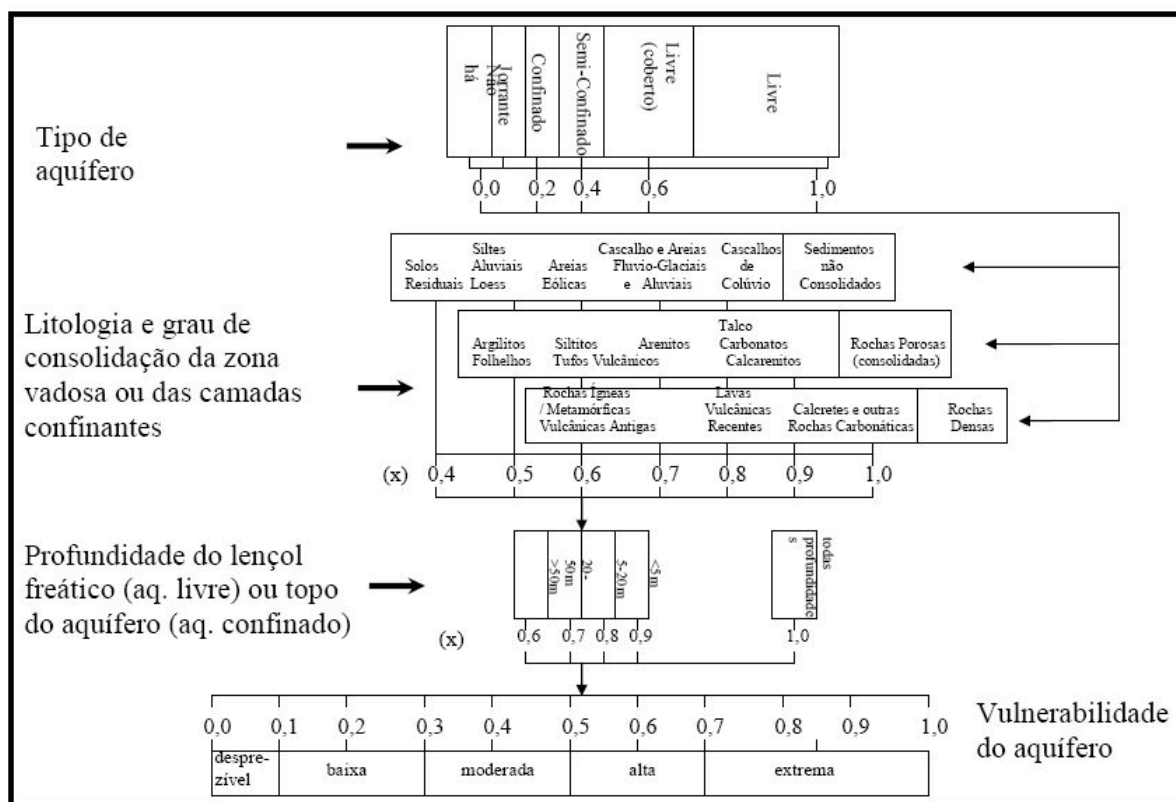 Não
há
Jorrante
Confinado
Semi-Confinado
Livre
(coberto)
Livre
Tipo de
aquífero
0,0 0,2 0,4 0,6 1,0
Solos
Residuais
Siltes
Aluviais
Loess
Areias
Eólicas
Cascalho e Areias
Fluvio-Glaciais
e Aluviais
Cascalhos
de
Colúvio
Sedimentos
não
Consolidados
Litologia e grau de
consolidação da zona
vadosa ou das camadas
confinantes
Argilitos
Folhelhos
Siltitos
Tufos Vulcânicos
Arenitos
Talco
Carbonatos
Calcarenitos
Rochas Porosas
(consolidadas)
Rochas Ígneas
/ Metamórficas
Vulcânicas Antigas
Lavas
Vulcânicas
Recentes
Calcretes e outras
Rochas Carbonáticas
Rochas
Densas
(x) 0,4 0,5 0,6 0,7 0,8 0,9 1,0
Profundidade do lençol
freático (aq. livre) ou topo
do aquífero (aq. confinado)
>50m
20-
50m
5-20m
<5m
todas
profundidade
s
(x) 0,6 0,7 0,8 0,9 1,0
0,0 0,1 0,2 0,3 0,4 0,5 0,6 0,7 0,8 0,9 1,0
despre-
zível
baixa
moderada
alta
extrema
Vulnerabilidade
do aquífero